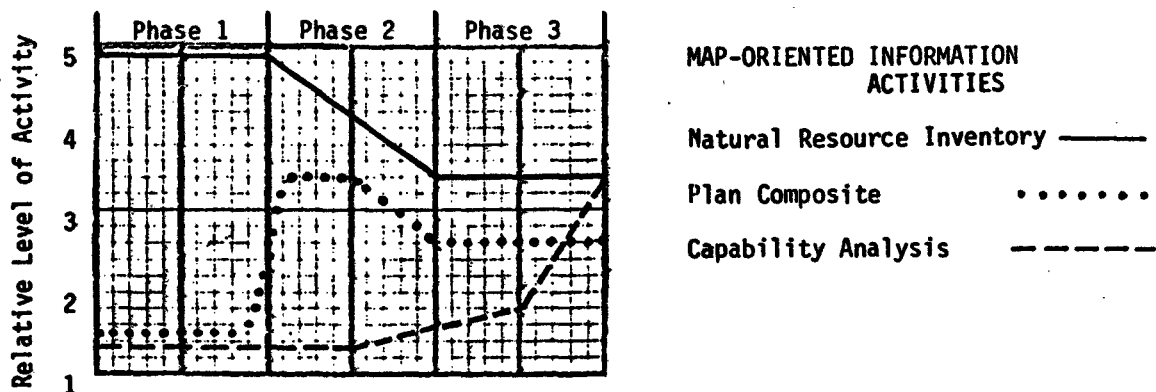 Phase 1 Phase 2 Phase 3
Relative Level of Activity
5
4
3
2
1
MAP-ORIENTED INFORMATION
ACTIVITIES
Natural Resource Inventory
Plan Composite
Capability Analysis